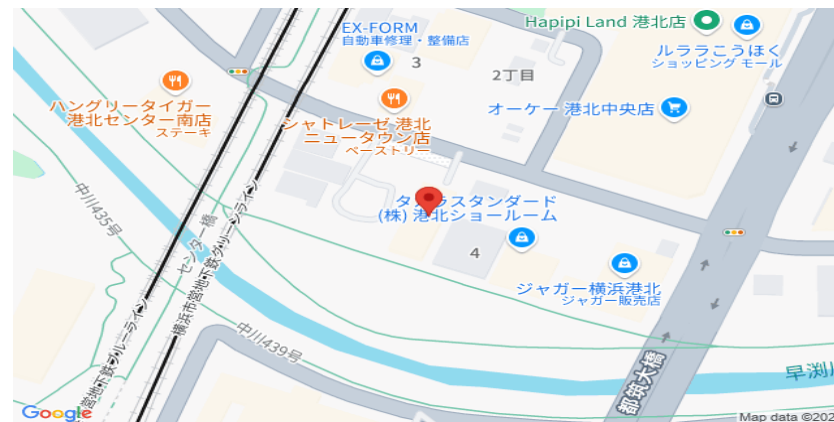 EX-FORM
自動車修理・整備店
3
2丁目
Hapipi Land 港北店
ルララこうほく
ショッピング モール
ハングリータイガー
港北センター南店
ステーキ
シャトレーゼ 港北
ニュータウン店
ペーストリー
オーケー 港北中央店
タカラスタンダード
(株) 港北ショールーム
4
ジャガー横浜港北
ジャガー販売店
中川435号
センター橋
横浜市営地下鉄グリーンライン
営地下鉄ブルーライン
中川439号
都筑大橋
早渕
Google
Map data ©202